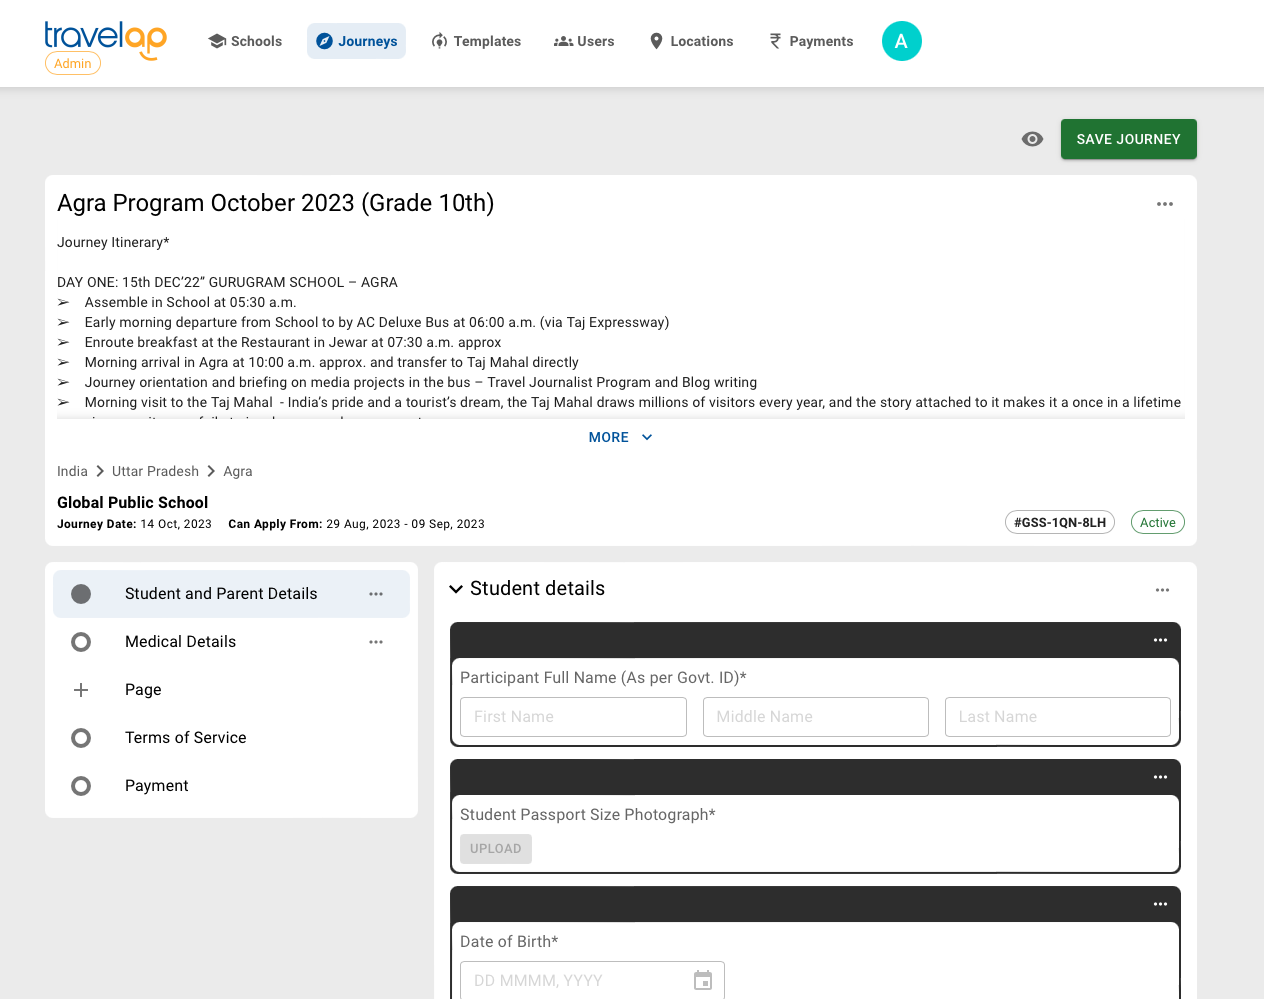 travelap
Admin
Schools
Journeys
Templates
Users
Locations
Payments
A
SAVE JOURNEY
Agra Program October 2023 (Grade 10th)
Journey Itinerary*
DAY ONE: 15th DEC’22” GURUGRAM SCHOOL – AGRA
➢ Assemble in School at 05:30 a.m.
➢ Early morning departure from School to by AC Deluxe Bus at 06:00 a.m. (via Taj Expressway)
➢ Enroute breakfast at the Restaurant in Jewar at 07:30 a.m. approx
➢ Morning arrival in Agra at 10:00 a.m. approx. and transfer to Taj Mahal directly
➢ Journey orientation and briefing on media projects in the bus – Travel Journalist Program and Blog writing
➢ Morning visit to the Taj Mahal - India’s pride and a tourist’s dream, the Taj Mahal draws millions of visitors every year, and the story attached to it makes it a once in a lifetime
MORE
India > Uttar Pradesh > Agra
Global Public School
Journey Date: 14 Oct, 2023 Can Apply From: 29 Aug, 2023 - 09 Sep, 2023
#GSS-1QN-8LH
Active
Student and Parent Details
Medical Details
Page
Terms of Service
Payment
Student details
Participant Full Name (As per Govt. ID)*
First Name
Middle Name
Last Name
Student Passport Size Photograph*
UPLOAD
Date of Birth*
DD MMMM, YYYY